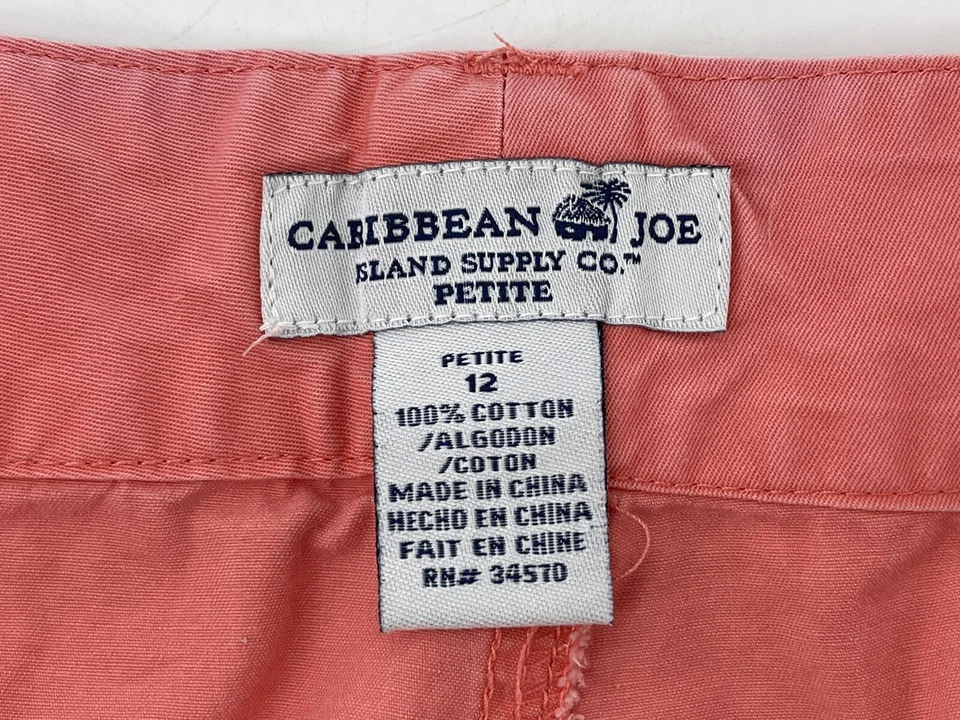 CARIBBEAN JOE
ISLAND SUPPLY CO.™
PETITE
PETITE
12
100% COTTON
/ALGODON
/COTON
MADE IN CHINA
HECHO EN CHINA
FAIT EN CHINE
RN# 34570